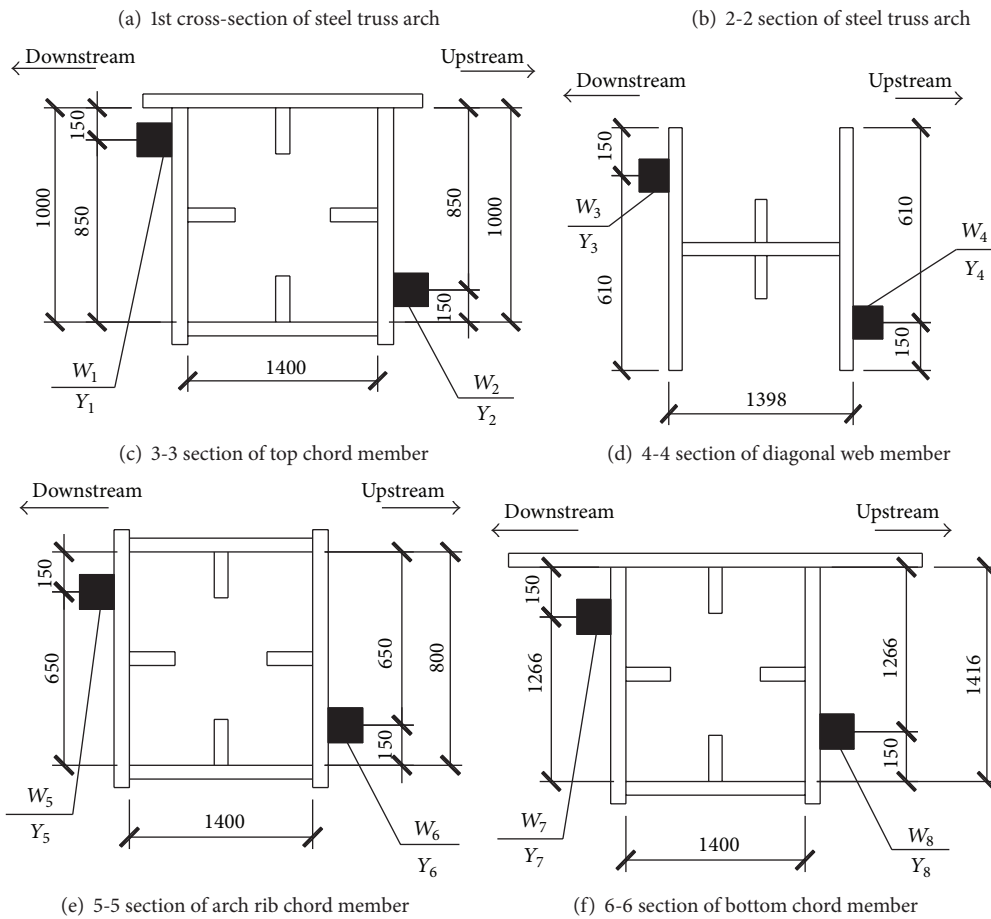 (a) 1st cross-section of steel truss arch
(b) 2-2 section of steel truss arch
Downstream
Upstream
150
1000
850
850
1000
150
1400
W1
Y1
W2
Y2
(c) 3-3 section of top chord member
Downstream
Upstream
150
610
W3
Y3
610
W4
Y4
150
1398
(d) 4-4 section of diagonal web member
Downstream
Upstream
150
650
650
800
150
1400
W5
Y5
W6
Y6
(e) 5-5 section of arch rib chord member
Downstream
Upstream
150
1266
1266
1416
150
1400
W7
Y7
W8
Y8
(f) 6-6 section of bottom chord member